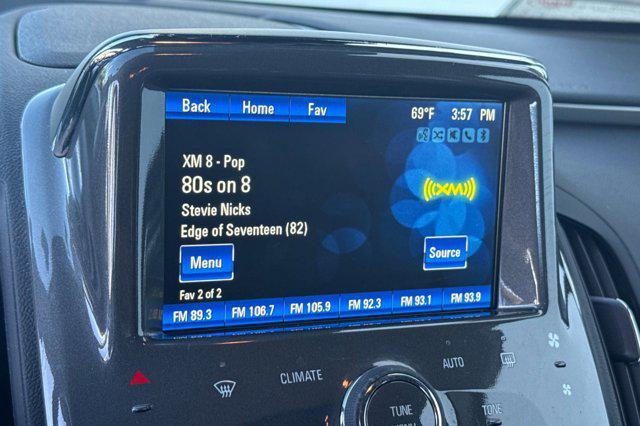 Back Home Fav
69°F 3:57 PM
XM 8 - Pop
80s on 8
XM
Stevie Nicks
Edge of Seventeen (82)
Menu
Source
Fav 2 of 2
FM 89.3 FM 106.7 FM 105.9 FM 92.3 FM 93.1 FM 93.9
CLIMATE
AUTO
TUNE
TONE